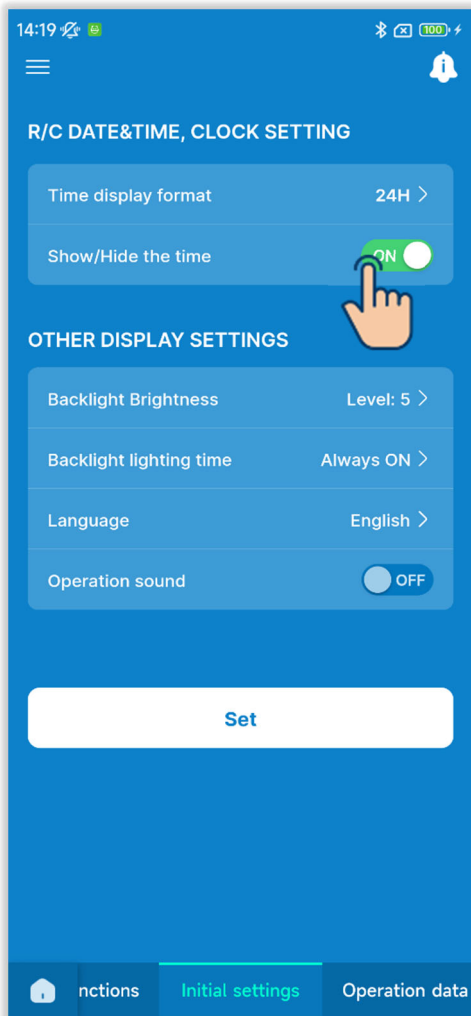 14:19
100
R/C DATE&TIME, CLOCK SETTING
Time display format 24H
Show/Hide the time ON
OTHER DISPLAY SETTINGS
Backlight Brightness Level: 5
Backlight lighting time Always ON
Language English
Operation sound OFF
Set
nctions Initial settings Operation data